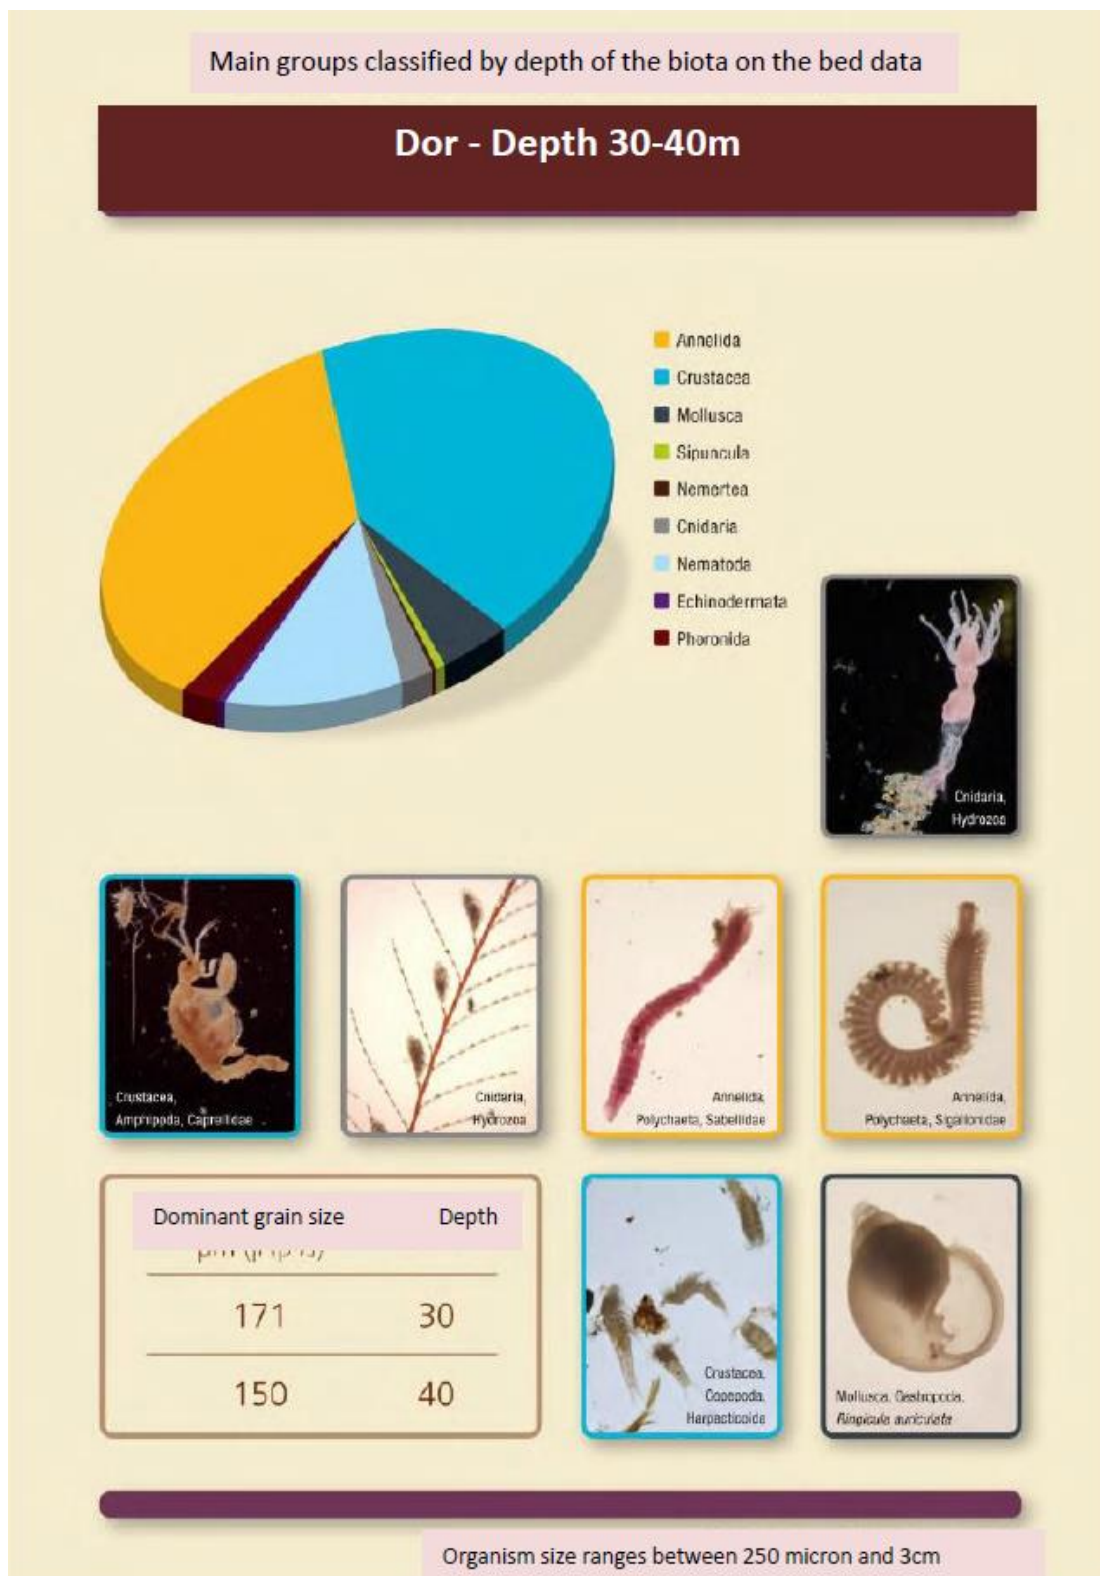 Main groups classified by depth of the biota on the bed data
Dor - Depth 30-40m
Annelida
Crustacea
Mollusca
Sipuncula
Nemertea
Cnidaria
Nematoda
Echinodermata
Phoronida
Cnidaria,
Hydrozoa
Crustacea,
Amphipoda, Caprellidae
Cnidaria,
Hydrozoa
Annelida,
Polychaeta, Sabellidae
Annelida,
Polychaeta, Sigalionidae
Dominant grain size Depth
171 30
150 40
Crustacea,
Copepoda,
Harpacticoida
Mollusca, Gastropoda,
Ringicula auriculata
Organism size ranges between 250 micron and 3cm